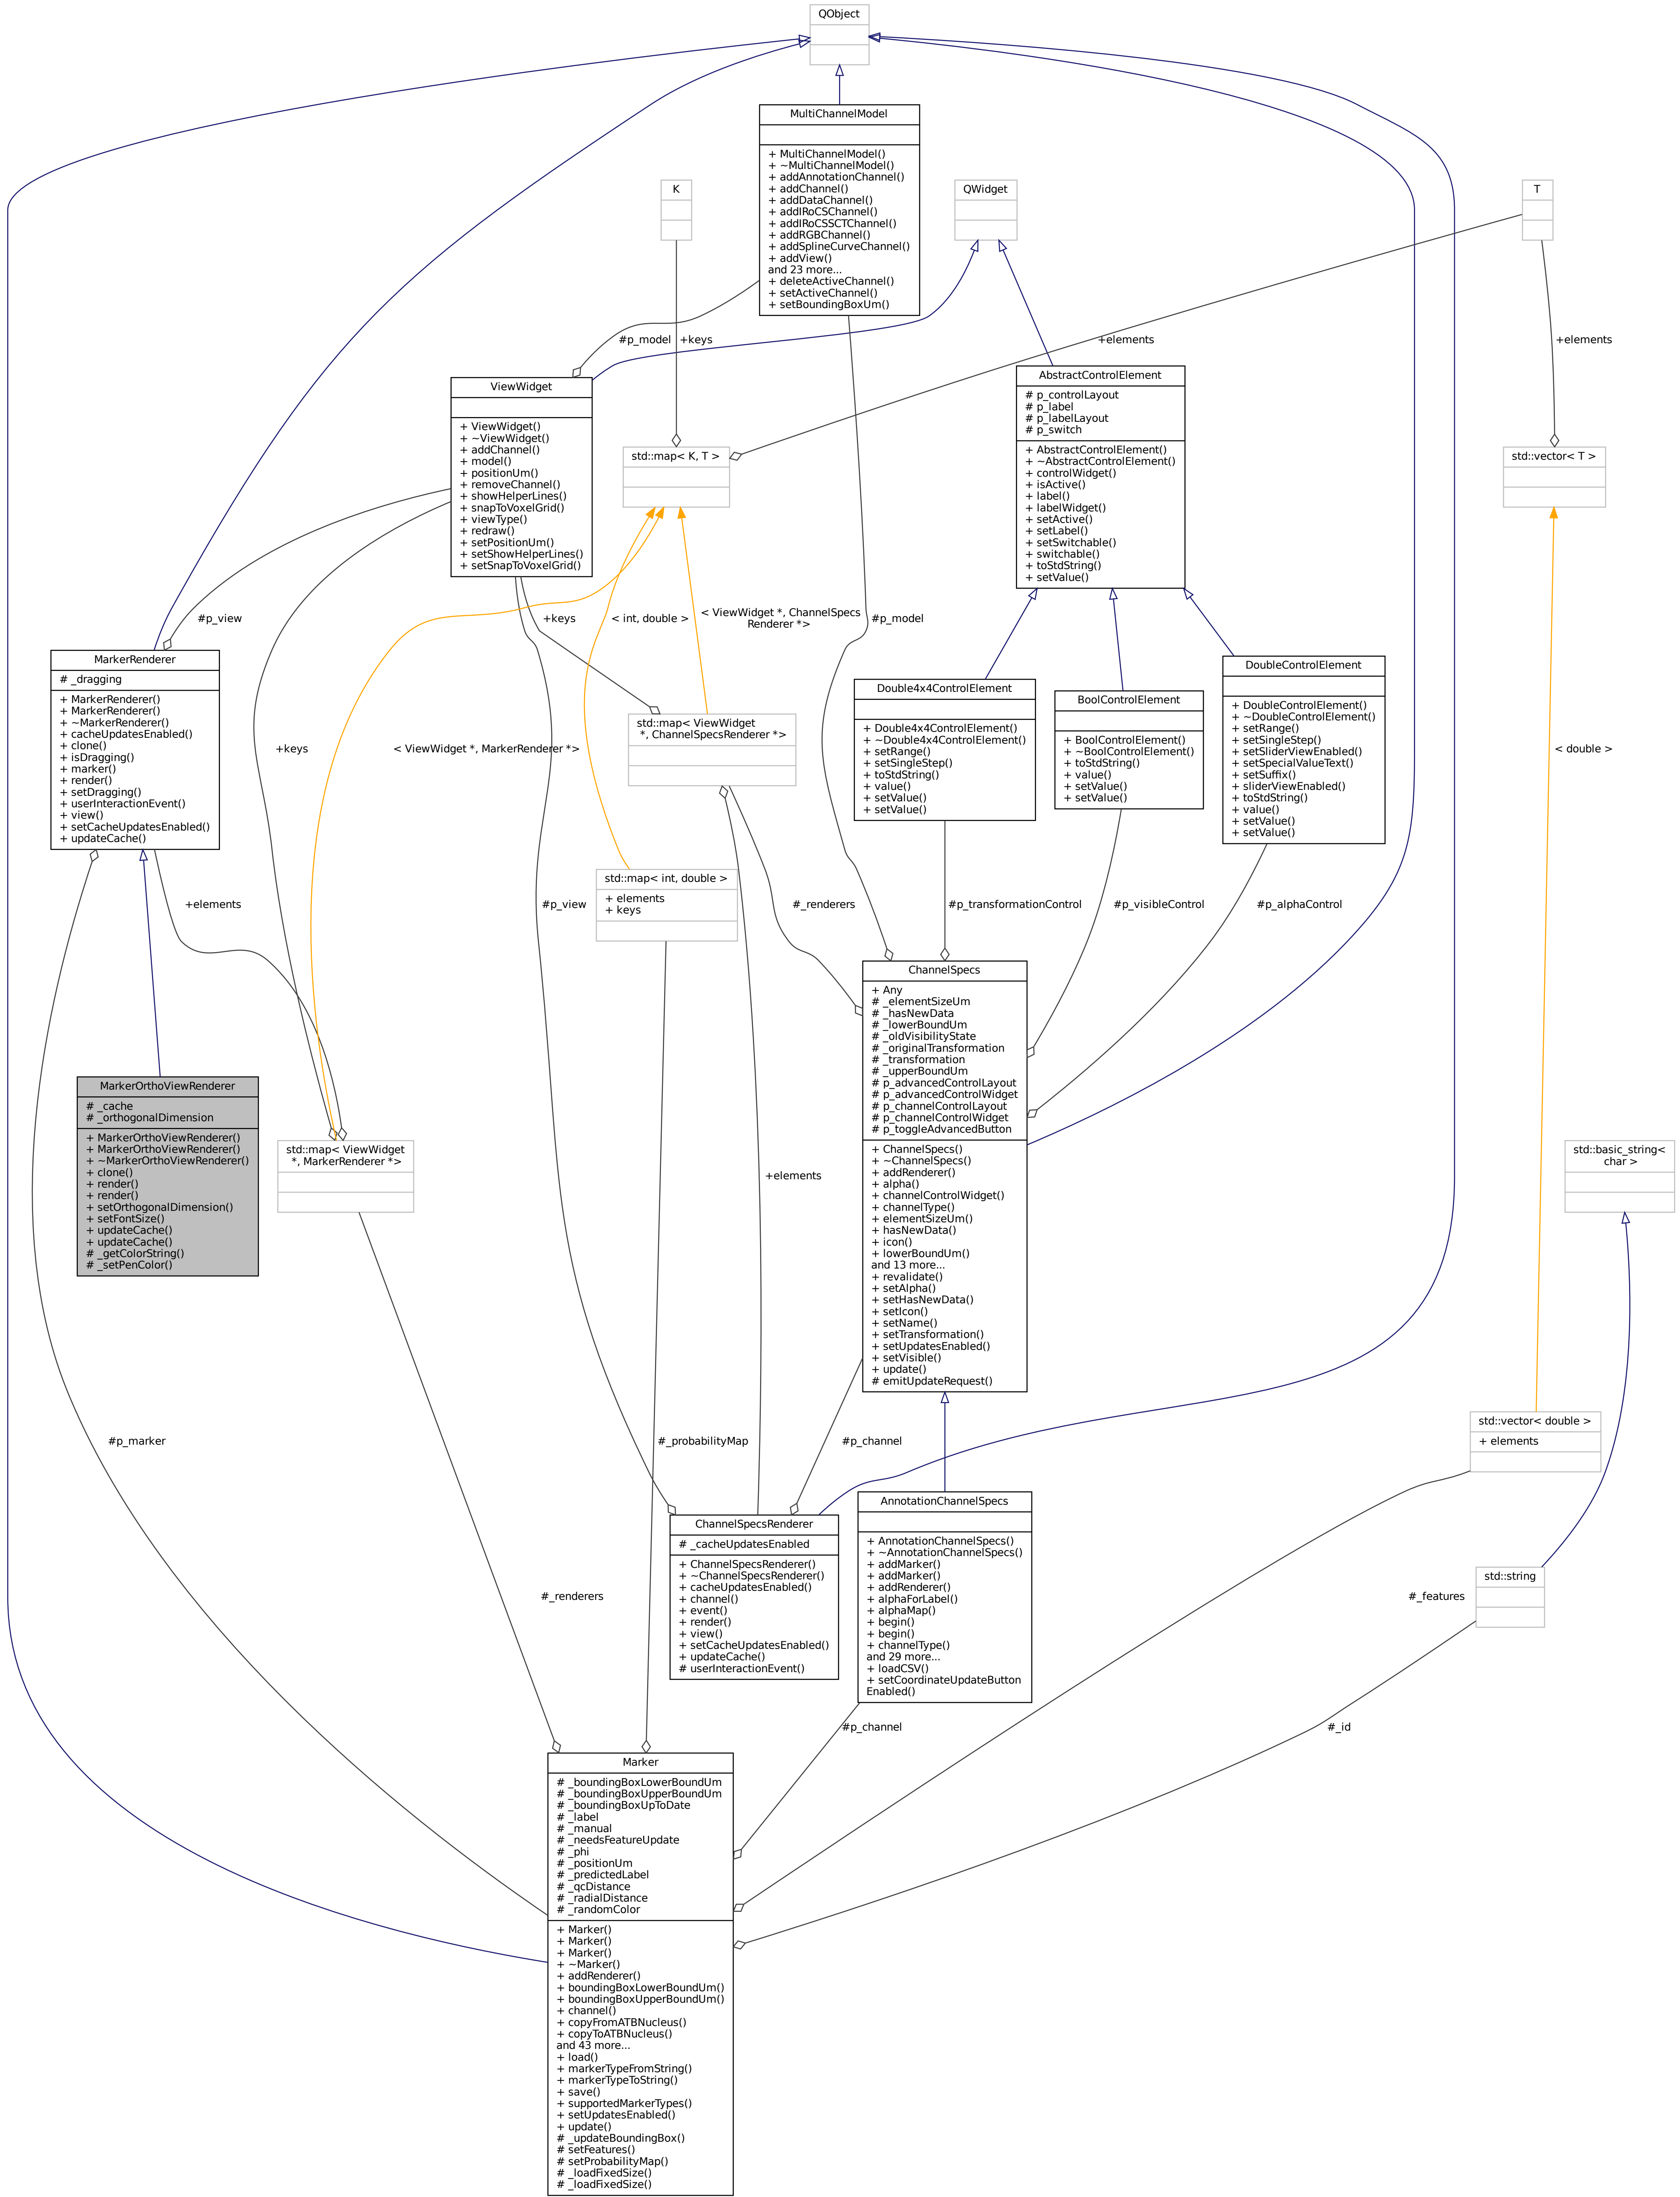 QObject
MultiChannelModel
+ MultiChannelModel()
+ ~MultiChannelModel()
+ addAnnotationChannel()
+ addChannel()
+ addDataChannel()
+ addIRoCSChannel()
+ addIRoCSSCTChannel()
+ addRGBChannel()
+ addSplineCurveChannel()
+ addView()
and 23 more...
+ deleteActiveChannel()
+ setActiveChannel()
+ setBoundingBoxUm()
K
QWidget
T
#p_model
+keys
+elements
+elements
ViewWidget
+ ViewWidget()
+ ~ViewWidget()
+ addChannel()
+ model()
+ positionUm()
+ removeChannel()
+ showHelperLines()
+ snapToVoxelGrid()
+ viewType()
+ redraw()
+ setPositionUm()
+ setShowHelperLines()
+ setSnapToVoxelGrid()
std::map< K, T >
AbstractControlElement
# p_controlLayout
# p_label
# p_labelLayout
# p_switch
+ AbstractControlElement()
+ ~AbstractControlElement()
+ controlWidget()
+ isActive()
+ label()
+ labelWidget()
+ setActive()
+ setLabel()
+ setSwitchable()
+ switchable()
+ toStdString()
+ setValue()
std::vector< T >
#p_view
+keys
< int, double >
< ViewWidget *, ChannelSpecs
Renderer *>
#p_model
MarkerRenderer
# _dragging
+ MarkerRenderer()
+ MarkerRenderer()
+ ~MarkerRenderer()
+ cacheUpdatesEnabled()
+ clone()
+ isDragging()
+ marker()
+ render()
+ setDragging()
+ userInteractionEvent()
+ view()
+ setCacheUpdatesEnabled()
+ updateCache()
+keys
< ViewWidget *, MarkerRenderer *>
std::map< ViewWidget
*, ChannelSpecsRenderer *>
Double4x4ControlElement
+ Double4x4ControlElement()
+ ~Double4x4ControlElement()
+ setRange()
+ setSingleStep()
+ toStdString()
+ value()
+ setValue()
+ setValue()
BoolControlElement
+ BoolControlElement()
+ ~BoolControlElement()
+ toStdString()
+ value()
+ setValue()
+ setValue()
DoubleControlElement
+ DoubleControlElement()
+ ~DoubleControlElement()
+ setRange()
+ setSingleStep()
+ setSliderViewEnabled()
+ setSpecialValueText()
+ setSuffix()
+ sliderViewEnabled()
+ toStdString()
+ value()
+ setValue()
+ setValue()
< double >
+elements
#p_view
std::map< int, double >
+ elements
+ keys
#_renderers
#p_transformationControl
#p_visibleControl
#p_alphaControl
ChannelSpecs
+ Any
# _elementSizeUm
# _hasNewData
# _lowerBoundUm
# _oldVisibilityState
# _originalTransformation
# _transformation
# _upperBoundUm
# p_advancedControlLayout
# p_advancedControlWidget
# p_channelControlLayout
# p_channelControlWidget
# p_toggleAdvancedButton
+ ChannelSpecs()
+ ~ChannelSpecs()
+ addRenderer()
+ alpha()
+ channelControlWidget()
+ channelType()
+ elementSizeUm()
+ hasNewData()
+ icon()
+ lowerBoundUm()
and 13 more...
+ revalidate()
+ setAlpha()
+ setHasNewData()
+ setIcon()
+ setName()
+ setTransformation()
+ setUpdatesEnabled()
+ setVisible()
+ update()
# emitUpdateRequest()
MarkerOrthoViewRenderer
# _cache
# _orthogonalDimension
+ MarkerOrthoViewRenderer()
+ MarkerOrthoViewRenderer()
+ ~MarkerOrthoViewRenderer()
+ clone()
+ render()
+ render()
+ setOrthogonalDimension()
+ setFontSize()
+ updateCache()
+ updateCache()
# _getColorString()
# _setPenColor()
std::map< ViewWidget
*, MarkerRenderer *>
+elements
std::basic_string<
char >
#p_marker
#_probabilityMap
#p_channel
std::vector< double >
+ elements
ChannelSpecsRenderer
# _cacheUpdatesEnabled
+ ChannelSpecsRenderer()
+ ~ChannelSpecsRenderer()
+ cacheUpdatesEnabled()
+ channel()
+ event()
+ render()
+ view()
+ setCacheUpdatesEnabled()
+ updateCache()
# userInteractionEvent()
AnnotationChannelSpecs
+ AnnotationChannelSpecs()
+ ~AnnotationChannelSpecs()
+ addMarker()
+ addMarker()
+ addRenderer()
+ alphaForLabel()
+ alphaMap()
+ begin()
+ begin()
+ channelType()
and 29 more...
+ loadCSV()
+ setCoordinateUpdateButton
Enabled()
std::string
#_renderers
#_features
#p_channel
#_id
Marker
# _boundingBoxLowerBoundUm
# _boundingBoxUpperBoundUm
# _boundingBoxUpToDate
# _label
# _manual
# _needsFeatureUpdate
# _phi
# _positionUm
# _predictedLabel
# _qcDistance
# _radialDistance
# _randomColor
+ Marker()
+ Marker()
+ Marker()
+ ~Marker()
+ addRenderer()
+ boundingBoxLowerBoundUm()
+ boundingBoxUpperBoundUm()
+ channel()
+ copyFromATBNucleus()
+ copyToATBNucleus()
and 43 more...
+ load()
+ markerTypeFromString()
+ markerTypeToString()
+ save()
+ supportedMarkerTypes()
+ setUpdatesEnabled()
+ update()
# _updateBoundingBox()
# setFeatures()
# setProbabilityMap()
# _loadFixedSize()
# _loadFixedSize()